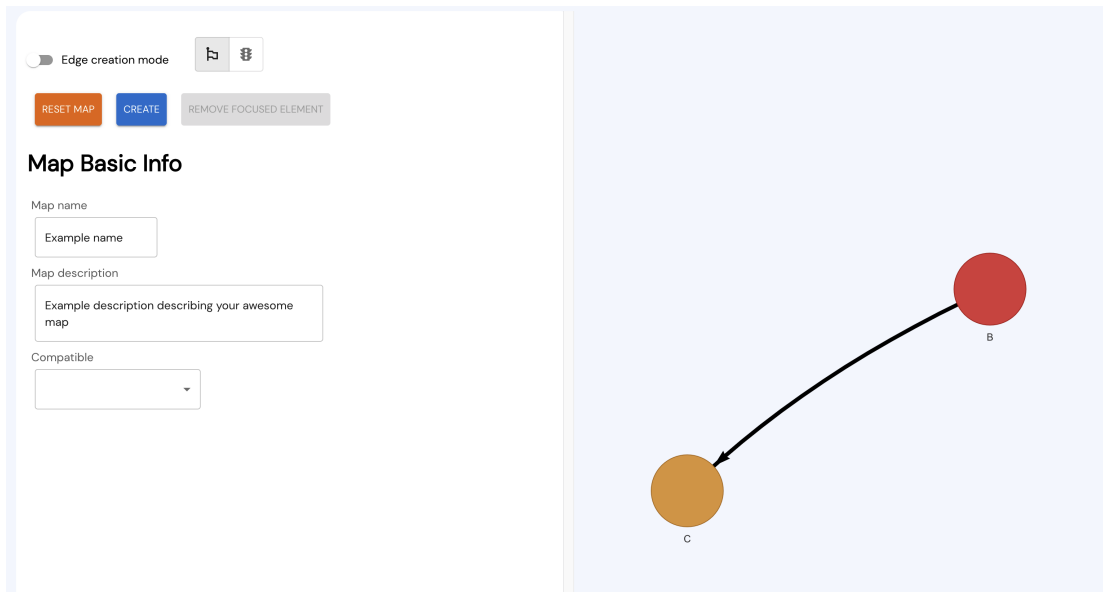 Edge creation mode
RESET MAP
CREATE
REMOVE FOCUSED ELEMENT
Map Basic Info
Map name
Example name
Map description
Example description describing your awesome
map
Compatible
B
C